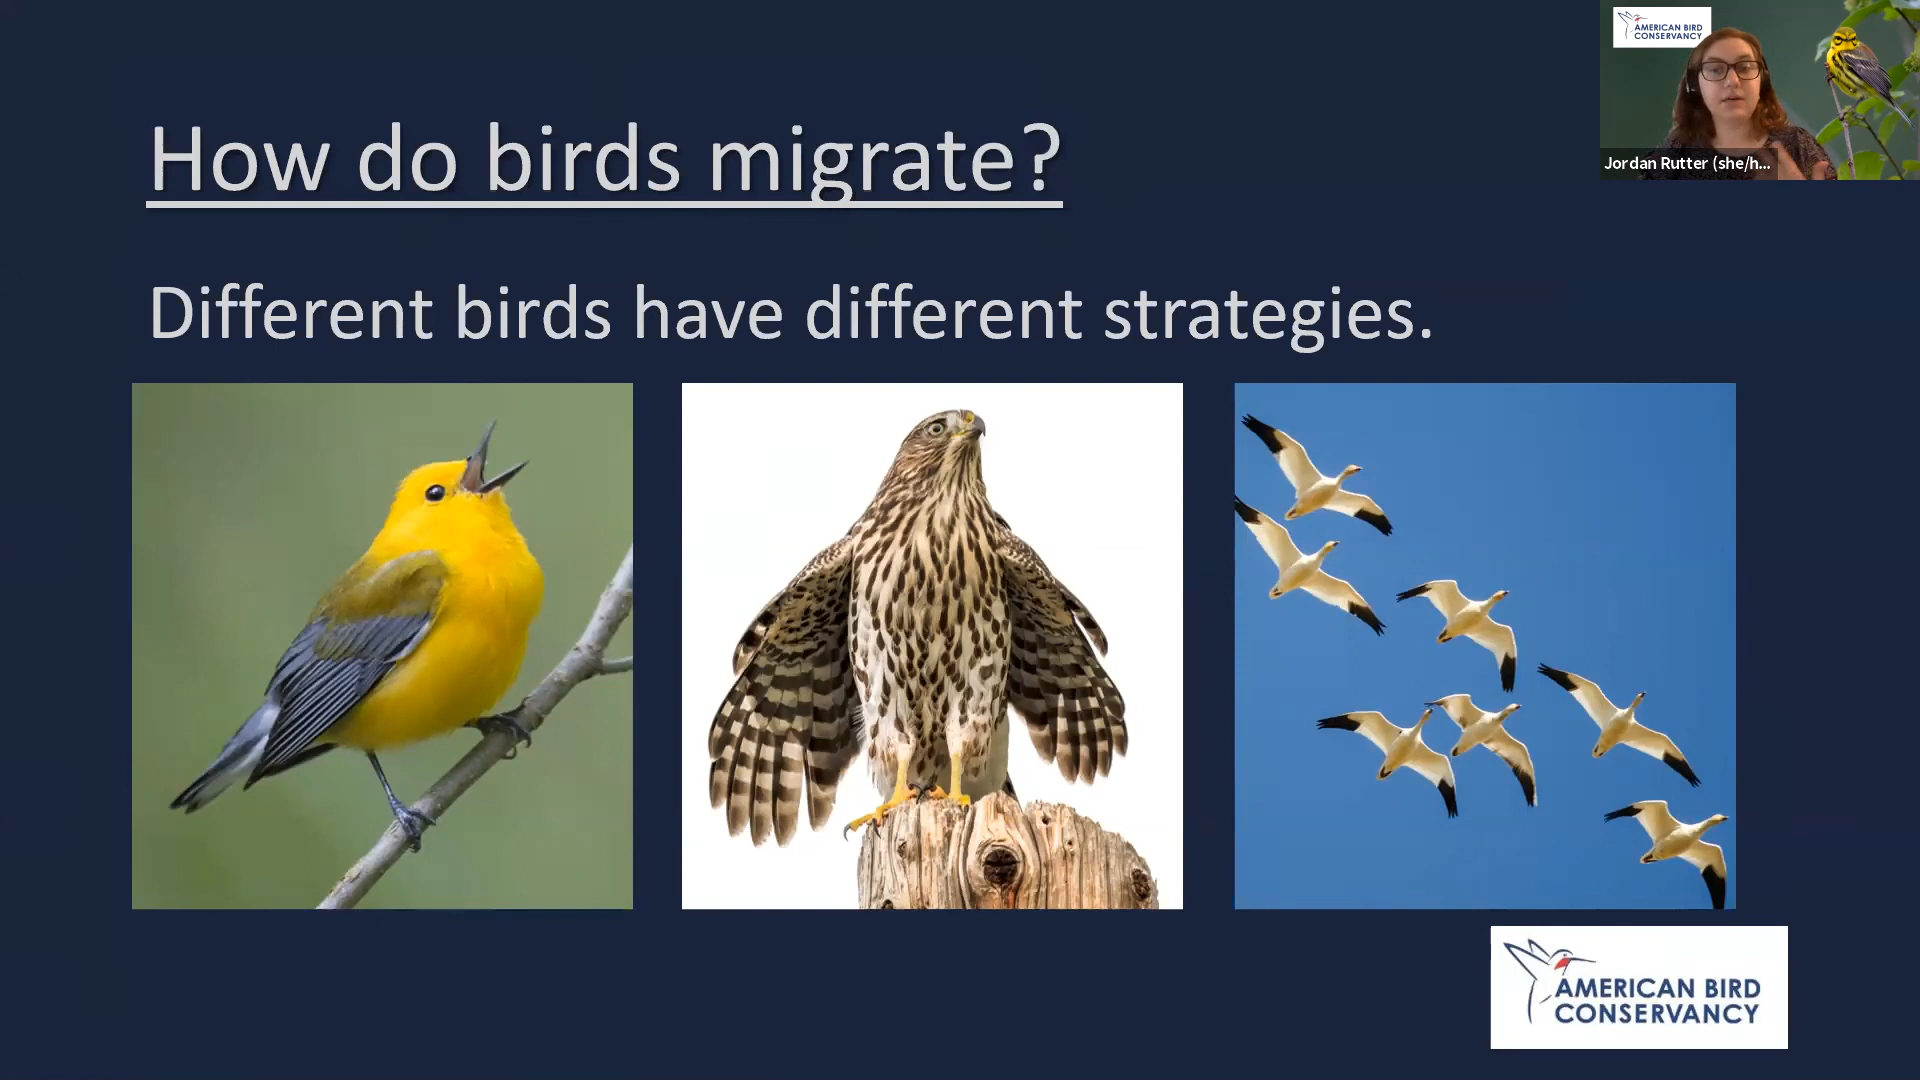 How do birds migrate?
Different birds have different strategies.
AMERICAN BIRD
CONSERVANCY
Jordan Rutter (she/h...
AMERICAN BIRD
CONSERVANCY